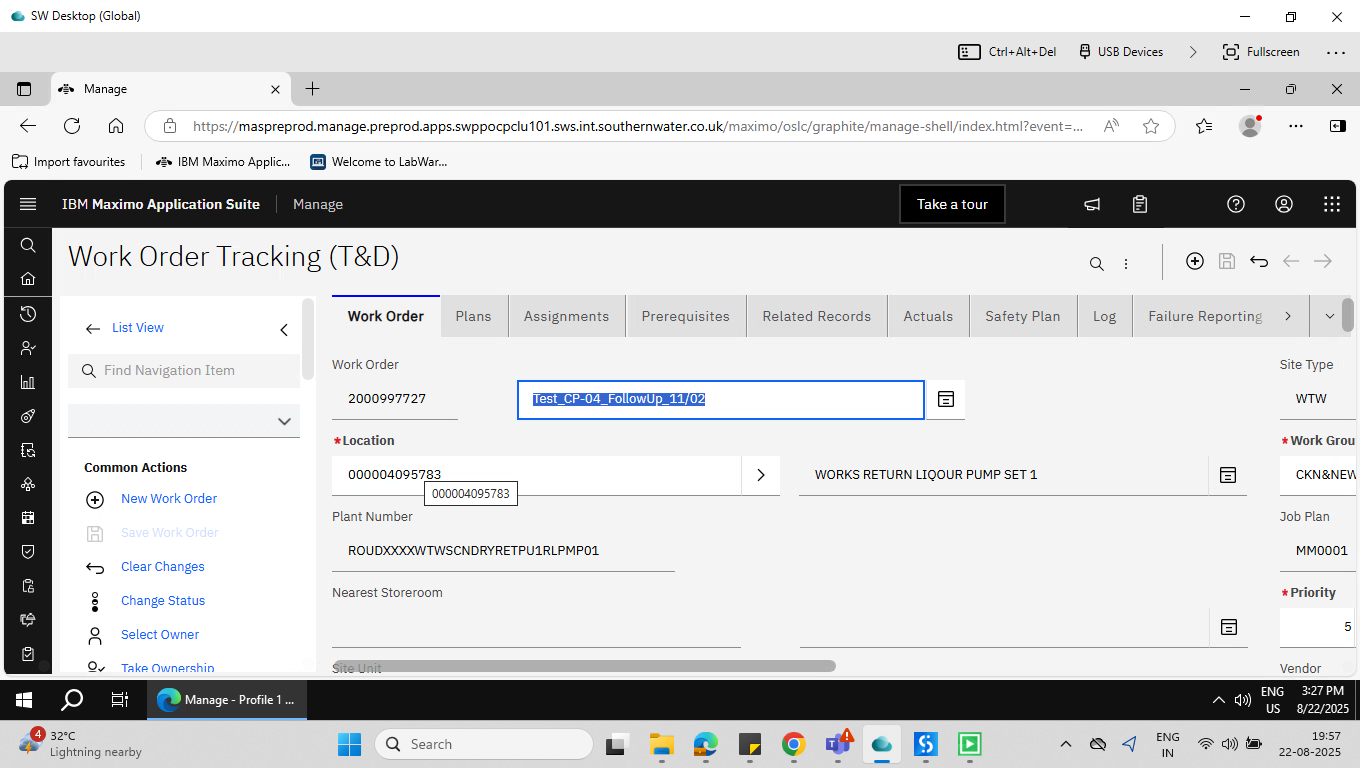 SW Desktop (Global)
Ctrl+Alt+Del USB Devices Fullscreen
Manage
https://maspreprod.manage.preprod.apps.swppocpclu101.sws.int.southernwater.co.uk/maximo/oslc/graphite/manage-shell/index.html?event=...
Import favourites IBM Maximo Applic... Welcome to LabWar...
IBM Maximo Application Suite Manage Take a tour
Work Order Tracking (T&D)
List View
Find Navigation Item
Common Actions
New Work Order
Save Work Order
Clear Changes
Change Status
Select Owner
Take Ownership
Work Order Plans Assignments Prerequisites Related Records Actuals Safety Plan Log Failure Reporting
Work Order Site Type
2000997727 Test_CP-04_FollowUp_11/02 WTW
*Location *Work Grou
000004095783 WORKS RETURN LIQOUR PUMP SET 1 CKN&NEW
000004095783
Plant Number Job Plan
ROUDXXXXWTWSCNDRYRETPU1RLPMP01 MM0001
Nearest Storeroom *Priority
5
Site Unit Vendor
Manage - Profile 1 ... ENG US 3:27 PM 8/22/2025
4 32°C
Lightning nearby
Search
ENG IN 19:57 22-08-2025